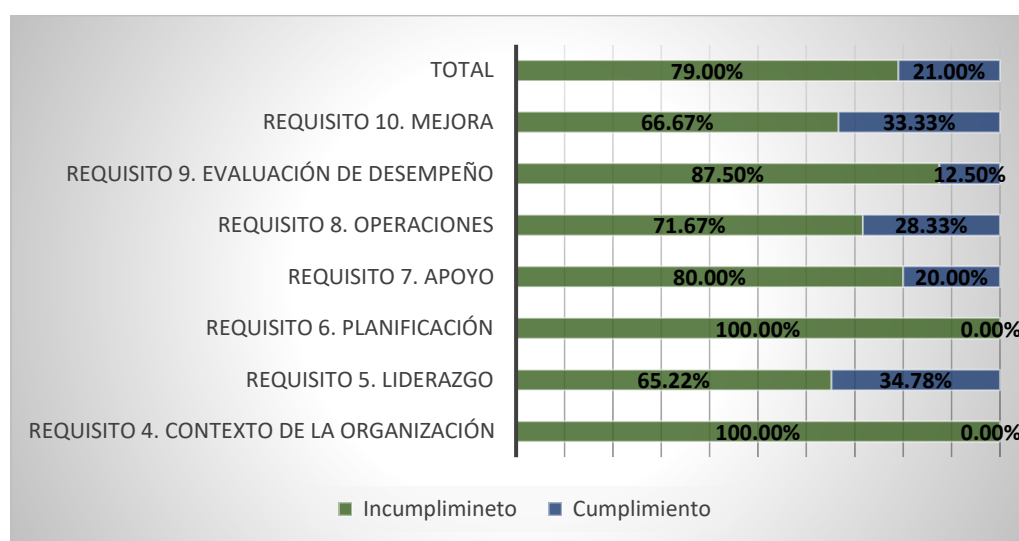 TOTAL 79.00% 21.00%
REQUISITO 10. MEJORA 66.67% 33.33%
REQUISITO 9. EVALUACIÓN DE DESEMPEÑO 87.50% 12.50%
REQUISITO 8. OPERACIONES 71.67% 28.33%
REQUISITO 7. APOYO 80.00% 20.00%
REQUISITO 6. PLANIFICACIÓN 100.00% 0.00%
REQUISITO 5. LIDERAZGO 65.22% 34.78%
REQUISITO 4. CONTEXTO DE LA ORGANIZACIÓN 100.00% 0.00%
Incumplimineto Cumplimiento